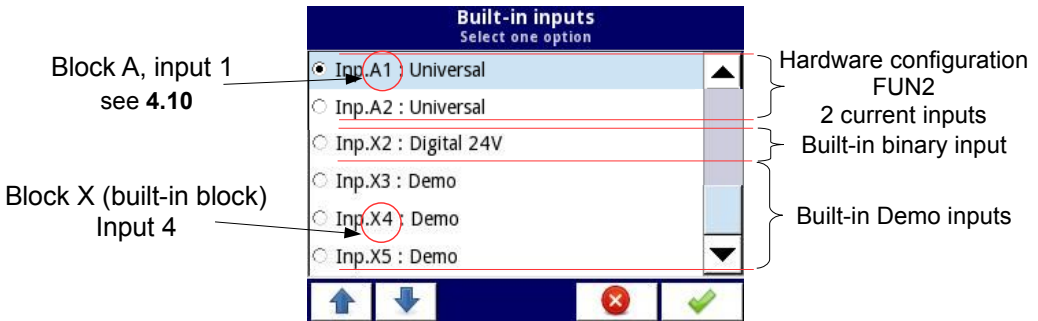 Built-in inputs
Select one option
Block A, input 1
see 4.10
Block X (built-in block)
Input 4
Inp.A1 : Universal
Inp.A2 : Universal
Inp.X2 : Digital 24V
Inp.X3 : Demo
Inp.X4 : Demo
Inp.X5 : Demo
Hardware configuration
FUN2
2 current inputs
Built-in binary input
Built-in Demo inputs